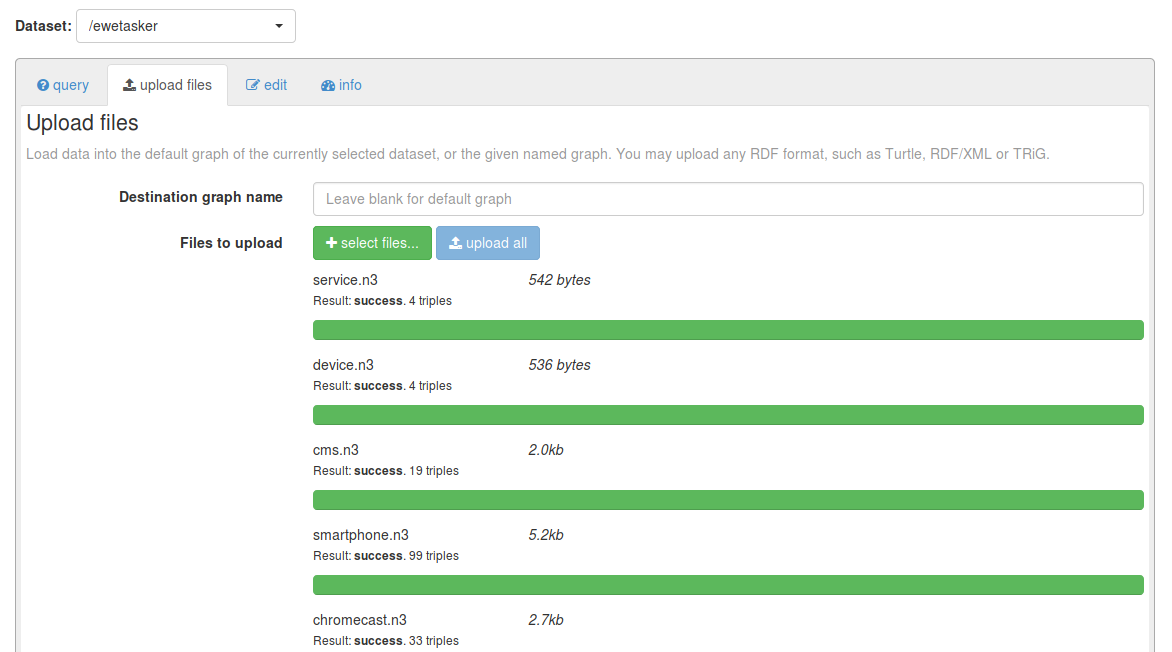 Dataset: /ewetasker
query upload files edit info
Upload files
Load data into the default graph of the currently selected dataset, or the given named graph. You may upload any RDF format, such as Turtle, RDF/XML or TRiG.
Destination graph name Leave blank for default graph
Files to upload select files... upload all
service.n3 542 bytes
Result: success. 4 triples
device.n3 536 bytes
Result: success. 4 triples
cms.n3 2.0kb
Result: success. 19 triples
smartphone.n3 5.2kb
Result: success. 99 triples
chromecast.n3 2.7kb
Result: success. 33 triples